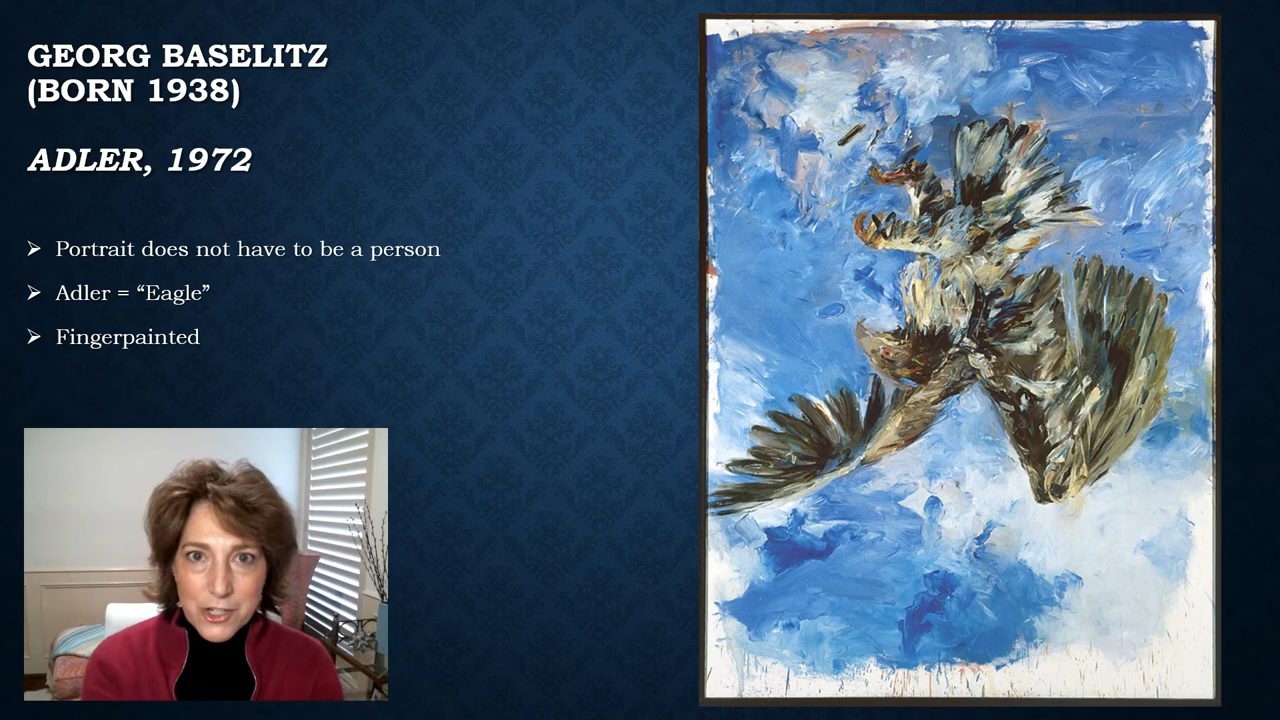 GEORG BASELITZ
(BORN 1938)
ADLER, 1972
Portrait does not have to be a person
Adler = “Eagle”
Fingerpainted